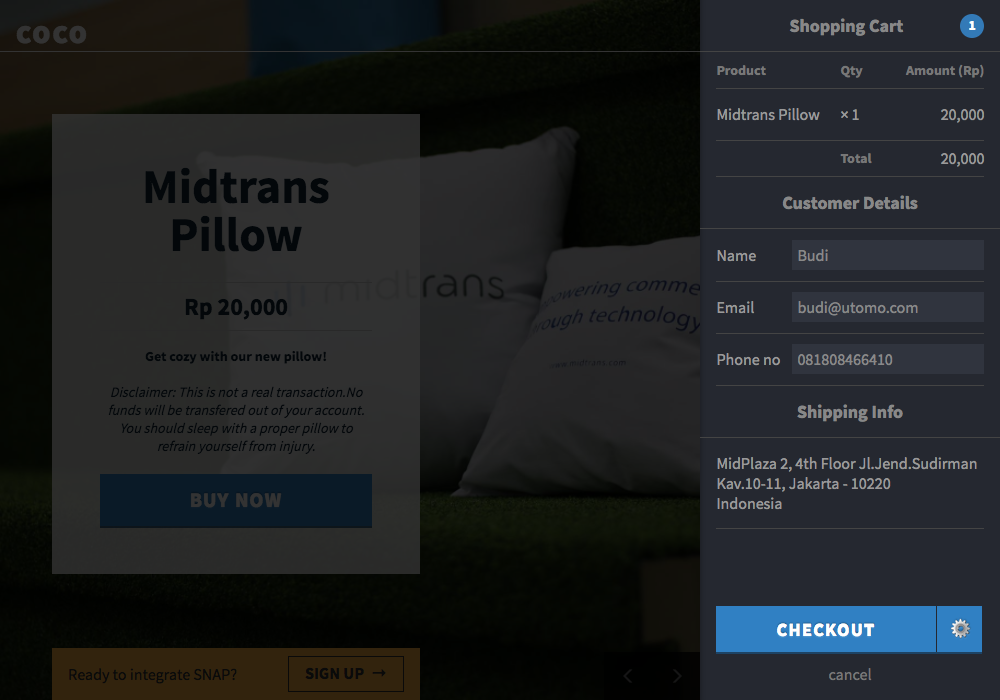 coco
Midtrans
Pillow
Rp 20,000
Get cozy with our new pillow!
Disclaimer: This is not a real transaction.No
funds will be transfered out of your account.
You should sleep with a proper pillow to
refrain yourself from injury.
BUY NOW
midtrans
powering comme
ough technology
www.midtrans.com
Ready to integrate SNAP?
SIGN UP →
Shopping Cart 1
Product Qty Amount (Rp)
Midtrans Pillow × 1 20,000
Total 20,000
Customer Details
Name Budi
Email budi@utomo.com
Phone no 081808466410
Shipping Info
MidPlaza 2, 4th Floor Jl.Jend.Sudirman
Kav.10-11, Jakarta - 10220
Indonesia
CHECKOUT
cancel